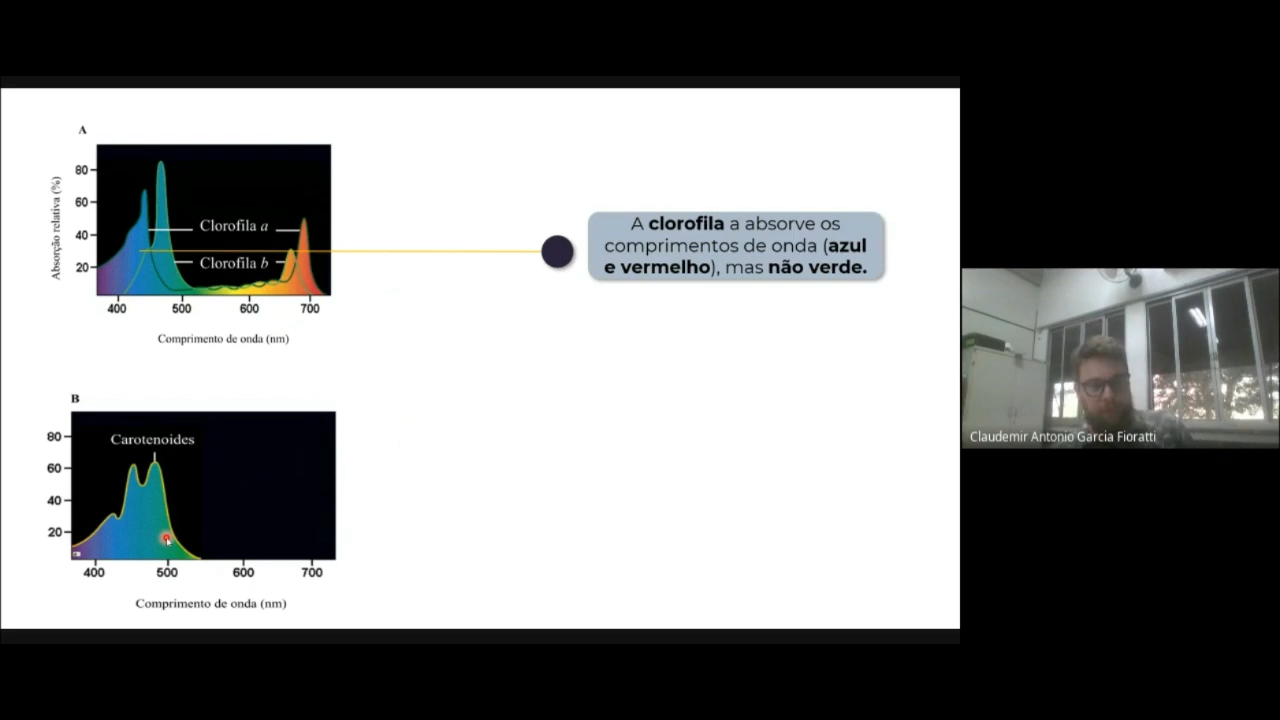 A
Absorção relativa (%)
80
60
40
20
Clorofila a
Clorofila b
400 500 600 700
Comprimento de onda (nm)
A clorofila a absorve os
comprimentos de onda (azul
e vermelho), mas não verde.
B
Carotenoides
80
60
40
20
400 500 600 700
Comprimento de onda (nm)
Claudemir Antonio Garcia Fioratti